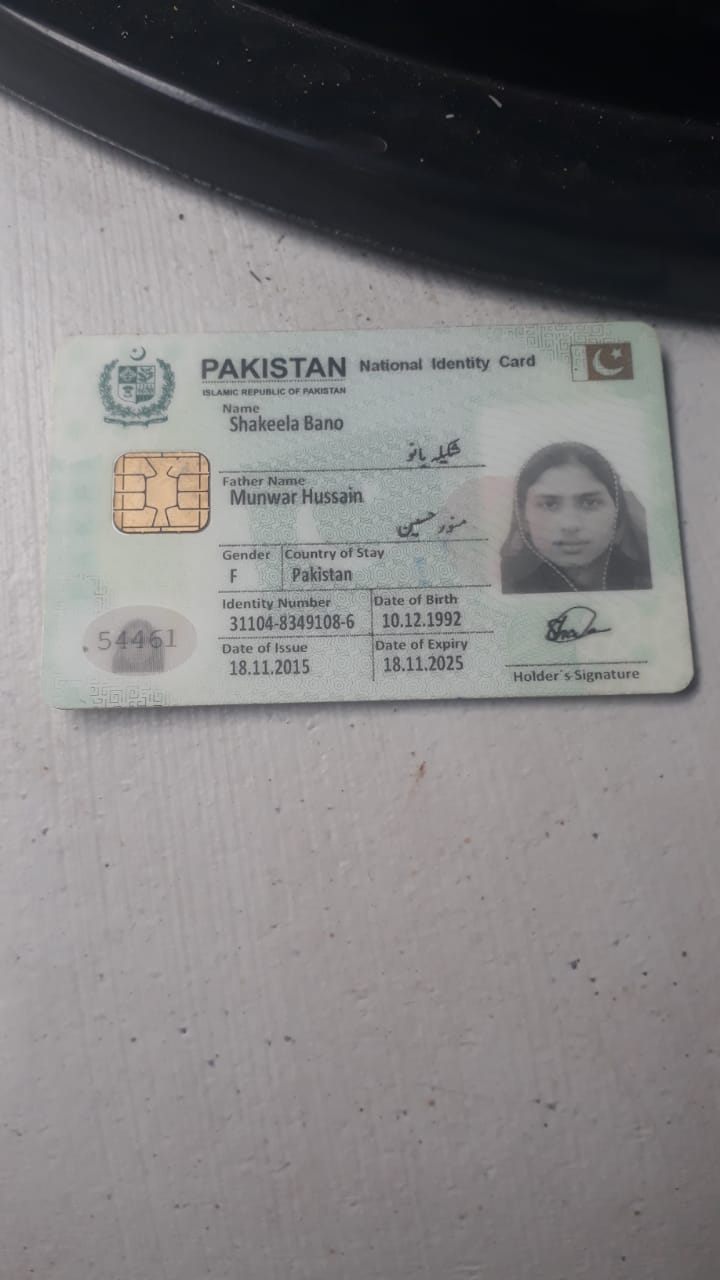 PAKISTAN National Identity Card
ISLAMIC REPUBLIC OF PAKISTAN
Name
Shakeela Bano
شکیلہ بانو
Father Name
Munwar Hussain
منور حسین
Gender Country of Stay
F Pakistan
Identity Number Date of Birth
31104-8349108-6 10.12.1992
Date of Issue Date of Expiry
18.11.2015 18.11.2025
54461
Holder's Signature